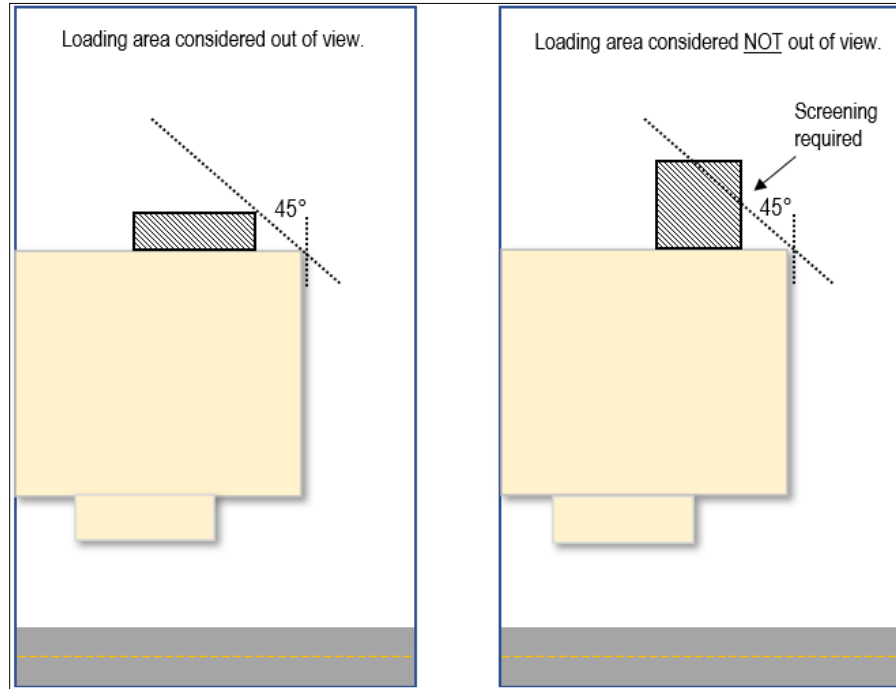 Loading area considered out of view.
45°
Loading area considered NOT out of view.
Screening
required
45°